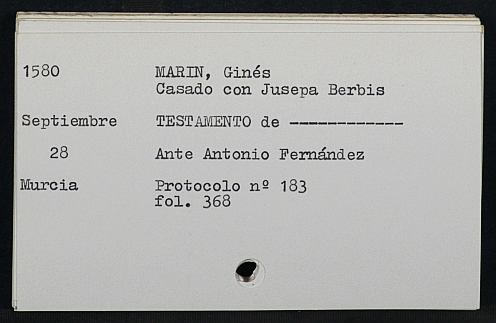 1580 MARIN, Ginés
Casado con Jusepa Berbis
Septiembre TESTAMENTO de ------------
28 Ante Antonio Fernández
Murcia Protocolo nº 183
fol. 368